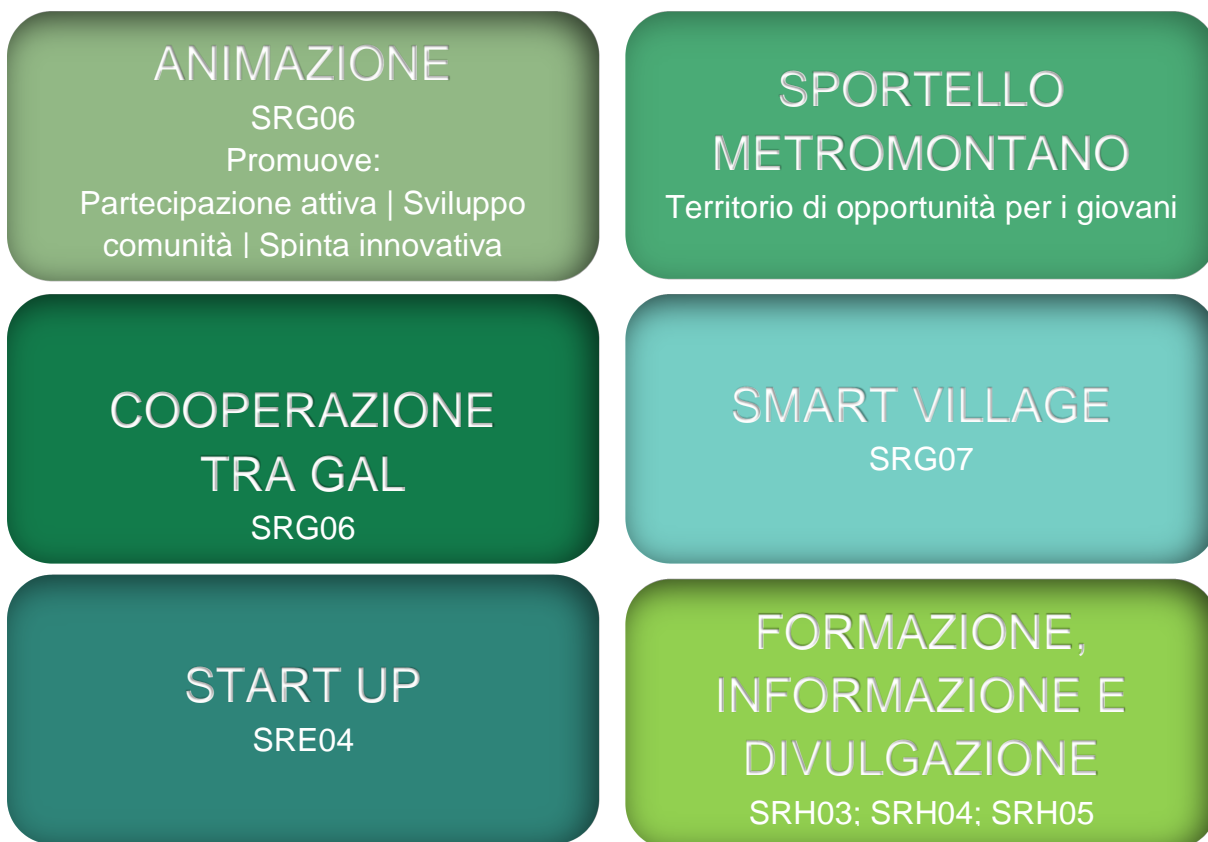 ANIMAZIONE
SRG06
Promuove:
Partecipazione attiva | Sviluppo
comunità | Spinta innovativa
SPORTELLO
METROMONTANO
Territorio di opportunità per i giovani
COOPERAZIONE
TRA GAL
SRG06
SMART VILLAGE
SRG07
START UP
SRE04
FORMAZIONE,
INFORMAZIONE E
DIVULGAZIONE
SRH03; SRH04; SRH05